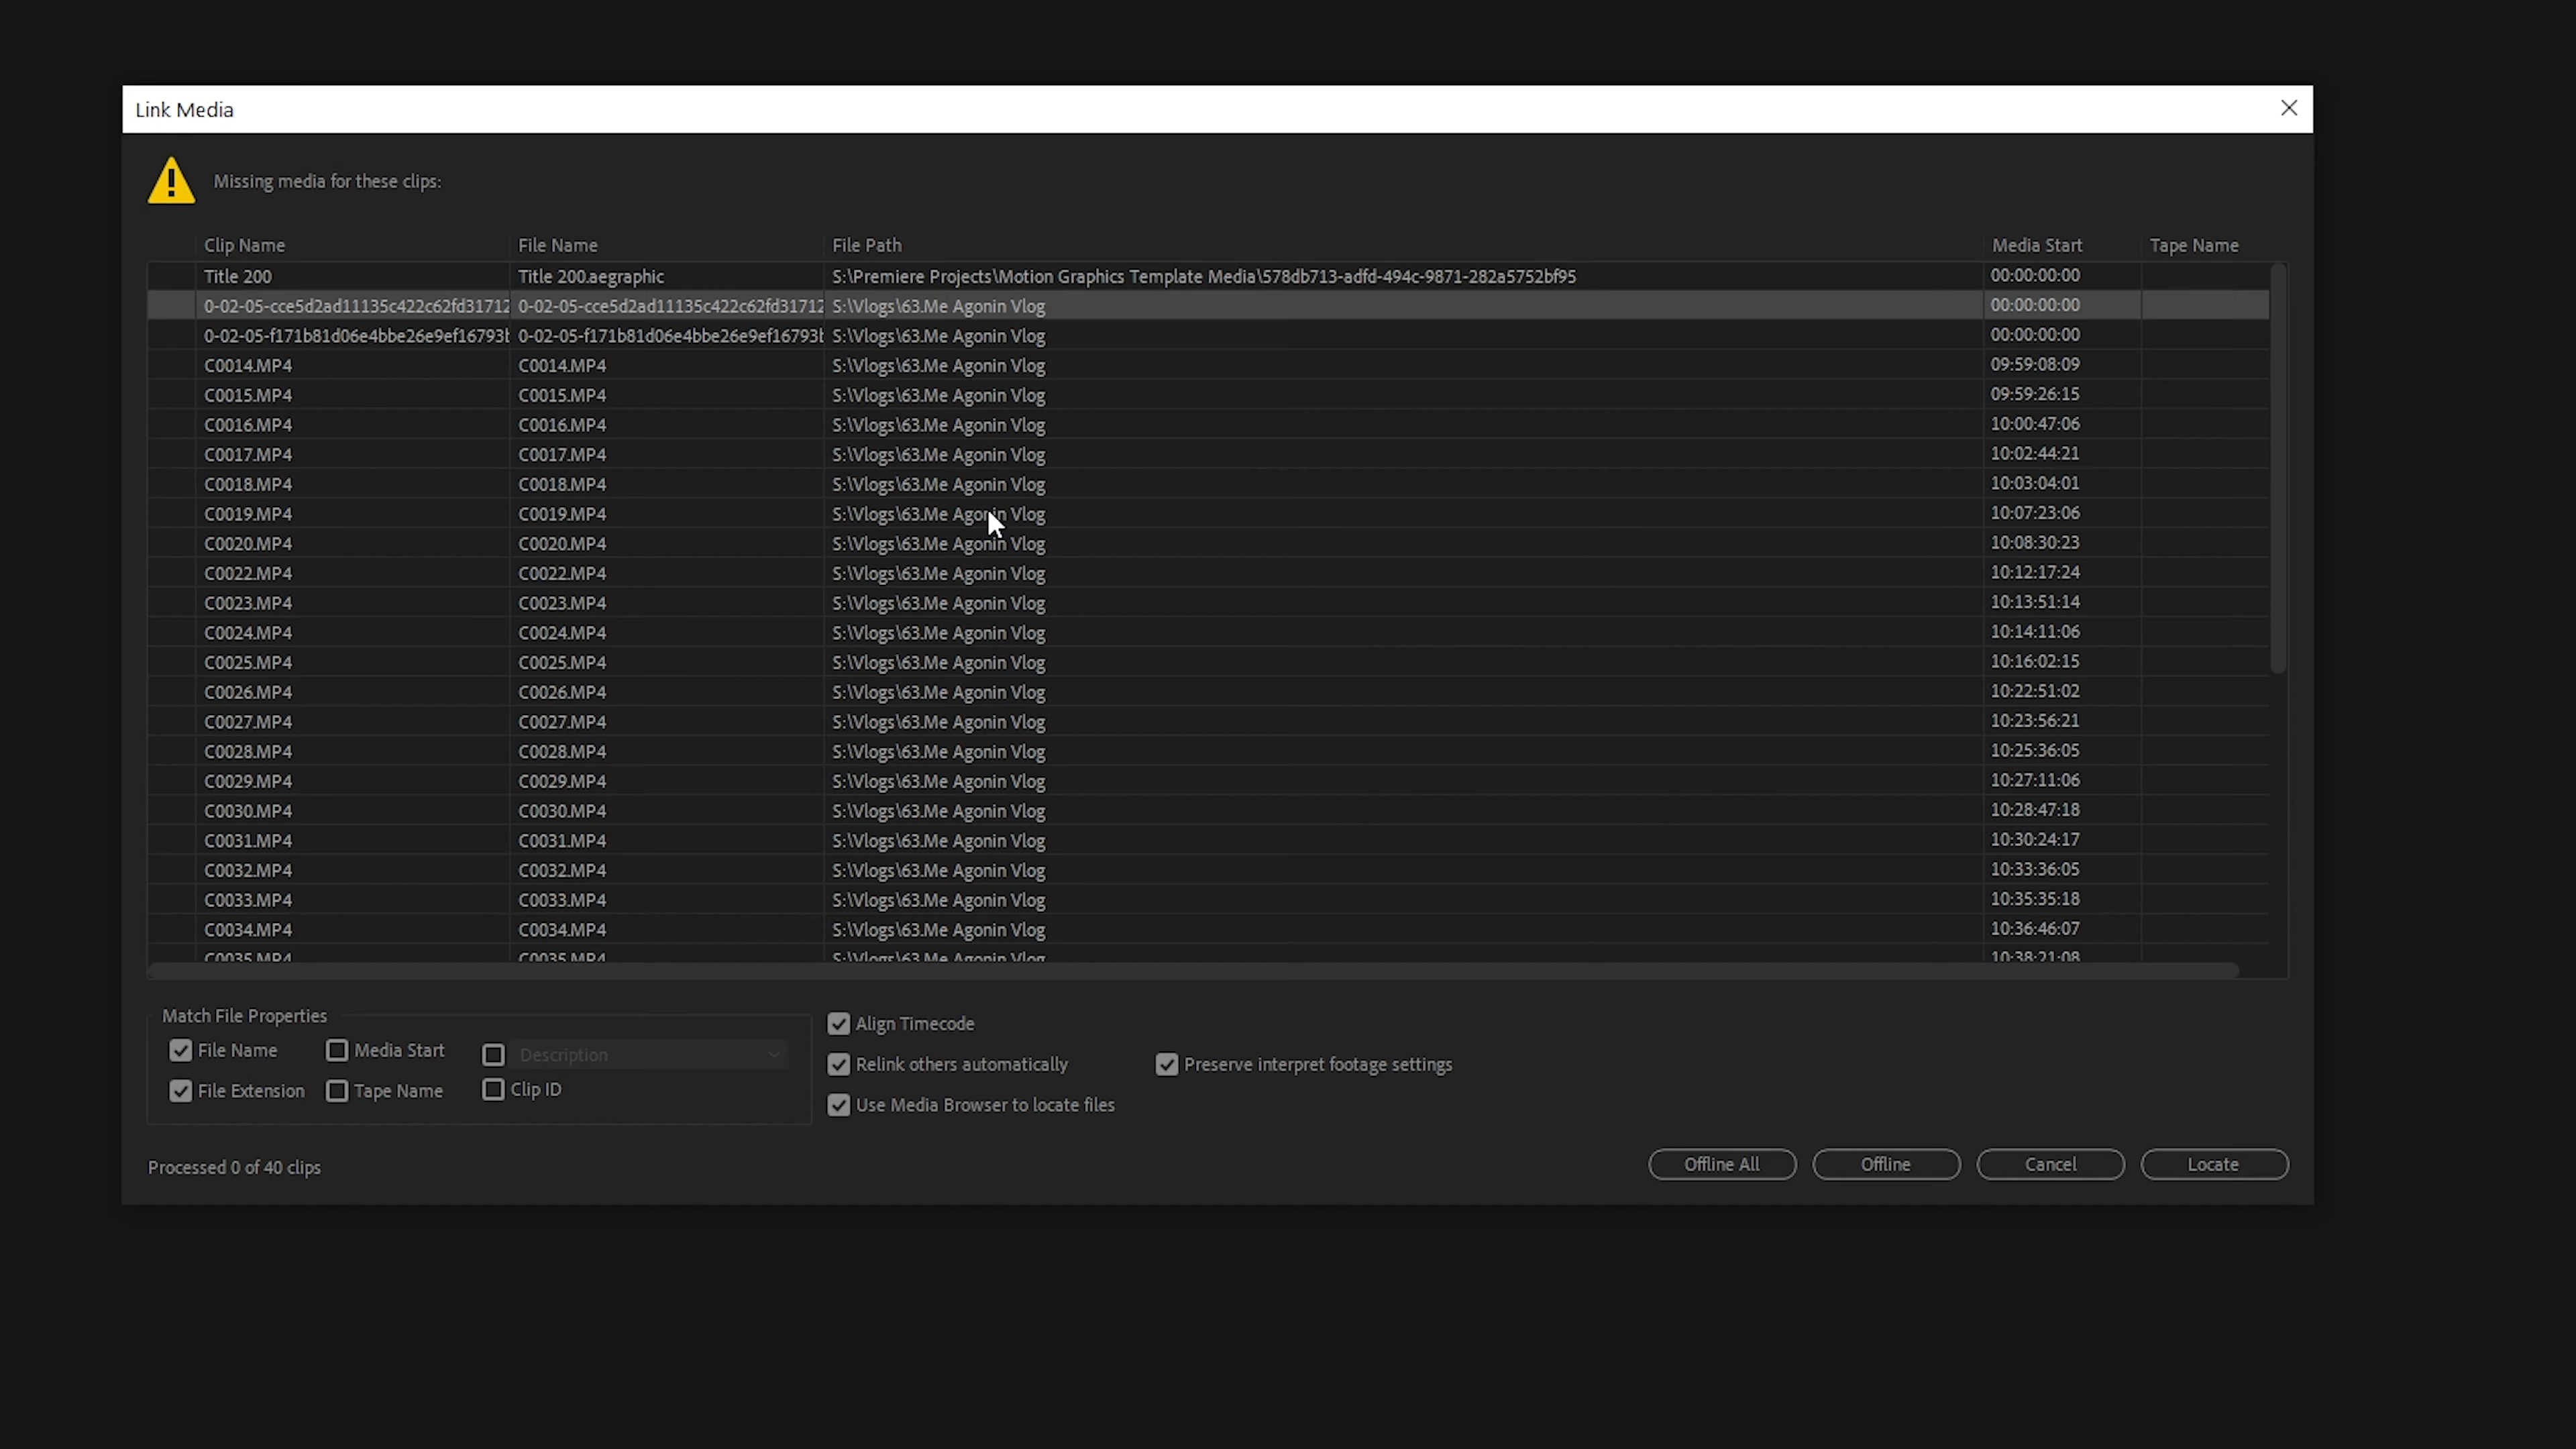 Link Media
Missing media for these clips:
Clip Name File Name File Path Media Start Tape Name
Title 200 Title 200.aegraphic S:\Premiere Projects\Motion Graphics Template Media\578db713-adfd-494c-9871-282a5752bf95 00:00:00:00
0-02-05-cce5d2ad11135c422c62fd31712 0-02-05-cce5d2ad11135c422c62fd31712 S:\Vlogs\63.Me Agonin Vlog 00:00:00:00
0-02-05-f171b81d06e4bbe26e9ef16793b 0-02-05-f171b81d06e4bbe26e9ef16793b S:\Vlogs\63.Me Agonin Vlog 00:00:00:00
C0014.MP4 C0014.MP4 S:\Vlogs\63.Me Agonin Vlog 09:59:08:09
C0015.MP4 C0015.MP4 S:\Vlogs\63.Me Agonin Vlog 09:59:26:15
C0016.MP4 C0016.MP4 S:\Vlogs\63.Me Agonin Vlog 10:00:47:06
C0017.MP4 C0017.MP4 S:\Vlogs\63.Me Agonin Vlog 10:02:44:21
C0018.MP4 C0018.MP4 S:\Vlogs\63.Me Agonin Vlog 10:03:04:01
C0019.MP4 C0019.MP4 S:\Vlogs\63.Me Agonin Vlog 10:07:23:06
C0020.MP4 C0020.MP4 S:\Vlogs\63.Me Agonin Vlog 10:08:30:23
C0022.MP4 C0022.MP4 S:\Vlogs\63.Me Agonin Vlog 10:12:17:24
C0023.MP4 C0023.MP4 S:\Vlogs\63.Me Agonin Vlog 10:13:51:14
C0024.MP4 C0024.MP4 S:\Vlogs\63.Me Agonin Vlog 10:14:11:06
C0025.MP4 C0025.MP4 S:\Vlogs\63.Me Agonin Vlog 10:16:02:15
C0026.MP4 C0026.MP4 S:\Vlogs\63.Me Agonin Vlog 10:22:51:02
C0027.MP4 C0027.MP4 S:\Vlogs\63.Me Agonin Vlog 10:23:56:21
C0028.MP4 C0028.MP4 S:\Vlogs\63.Me Agonin Vlog 10:25:36:05
C0029.MP4 C0029.MP4 S:\Vlogs\63.Me Agonin Vlog 10:27:11:06
C0030.MP4 C0030.MP4 S:\Vlogs\63.Me Agonin Vlog 10:28:47:18
C0031.MP4 C0031.MP4 S:\Vlogs\63.Me Agonin Vlog 10:30:24:17
C0032.MP4 C0032.MP4 S:\Vlogs\63.Me Agonin Vlog 10:33:36:05
C0033.MP4 C0033.MP4 S:\Vlogs\63.Me Agonin Vlog 10:35:35:18
C0034.MP4 C0034.MP4 S:\Vlogs\63.Me Agonin Vlog 10:36:46:07
C0035.MP4 C0035.MP4 S:\Vlogs\63.Me Agonin Vlog 10:38:21:08
Match File Properties
File Name Media Start Description
File Extension Tape Name Clip ID
Align Timecode
Relink others automatically Preserve interpret footage settings
Use Media Browser to locate files
Processed 0 of 40 clips
Offline All Offline Cancel Locate